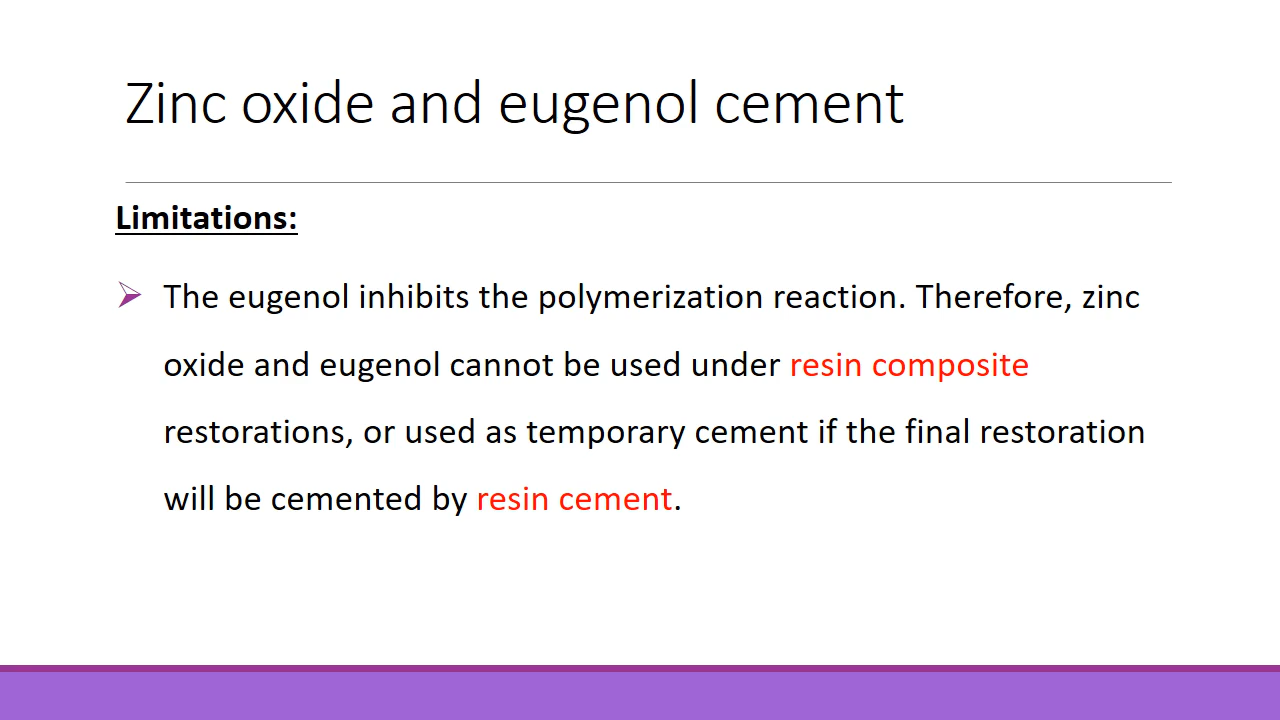 Zinc oxide and eugenol cement
Limitations:
The eugenol inhibits the polymerization reaction. Therefore, zinc
oxide and eugenol cannot be used under resin composite
restorations, or used as temporary cement if the final restoration
will be cemented by resin cement.